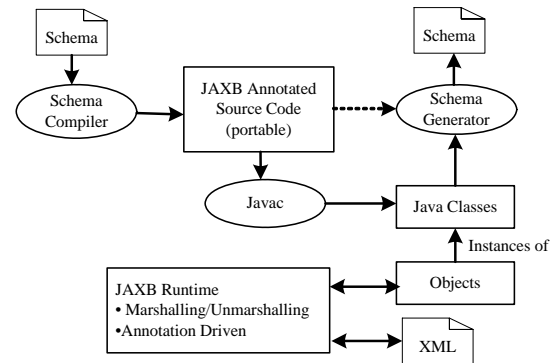 Schema
Schema
Schema
Compiler
JAXB Annotated
Source Code
(portable)
Schema
Generator
Javac
Java Classes
Instances of
Objects
JAXB Runtime
• Marshalling/Unmarshalling
•Annotation Driven
XML